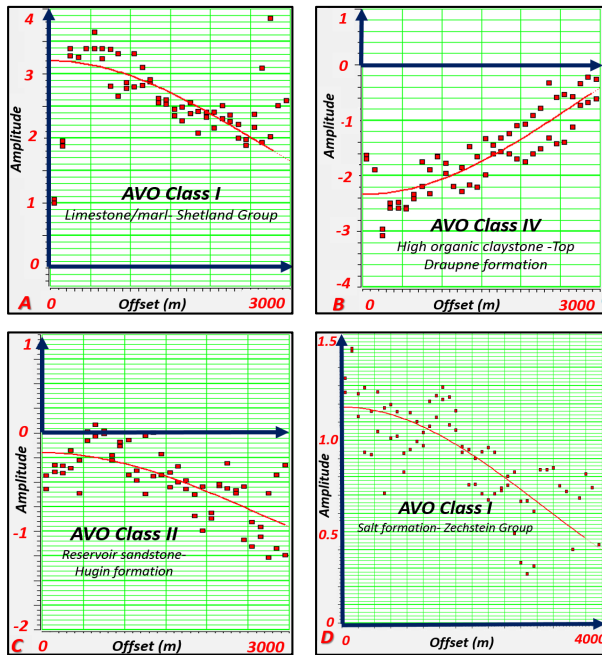 4
3
2
1
0
Amplitude
AVO Class I
Limestone/marl- Shetland Group
A
0
Offset (m)
3000
1
0
-1
-2
-3
-4
Amplitude
AVO Class IV
High organic claystone -Top
Draupne formation
B
0
Offset (m)
3000
1
0
-1
-2
Amplitude
AVO Class II
Reservoir sandstone-
Hugin formation
C
0
Offset (m)
3000
1.5
1.0
0.5
0
Amplitude
AVO Class I
Salt formation- Zechstein Group
D
0
Offset (m)
4000